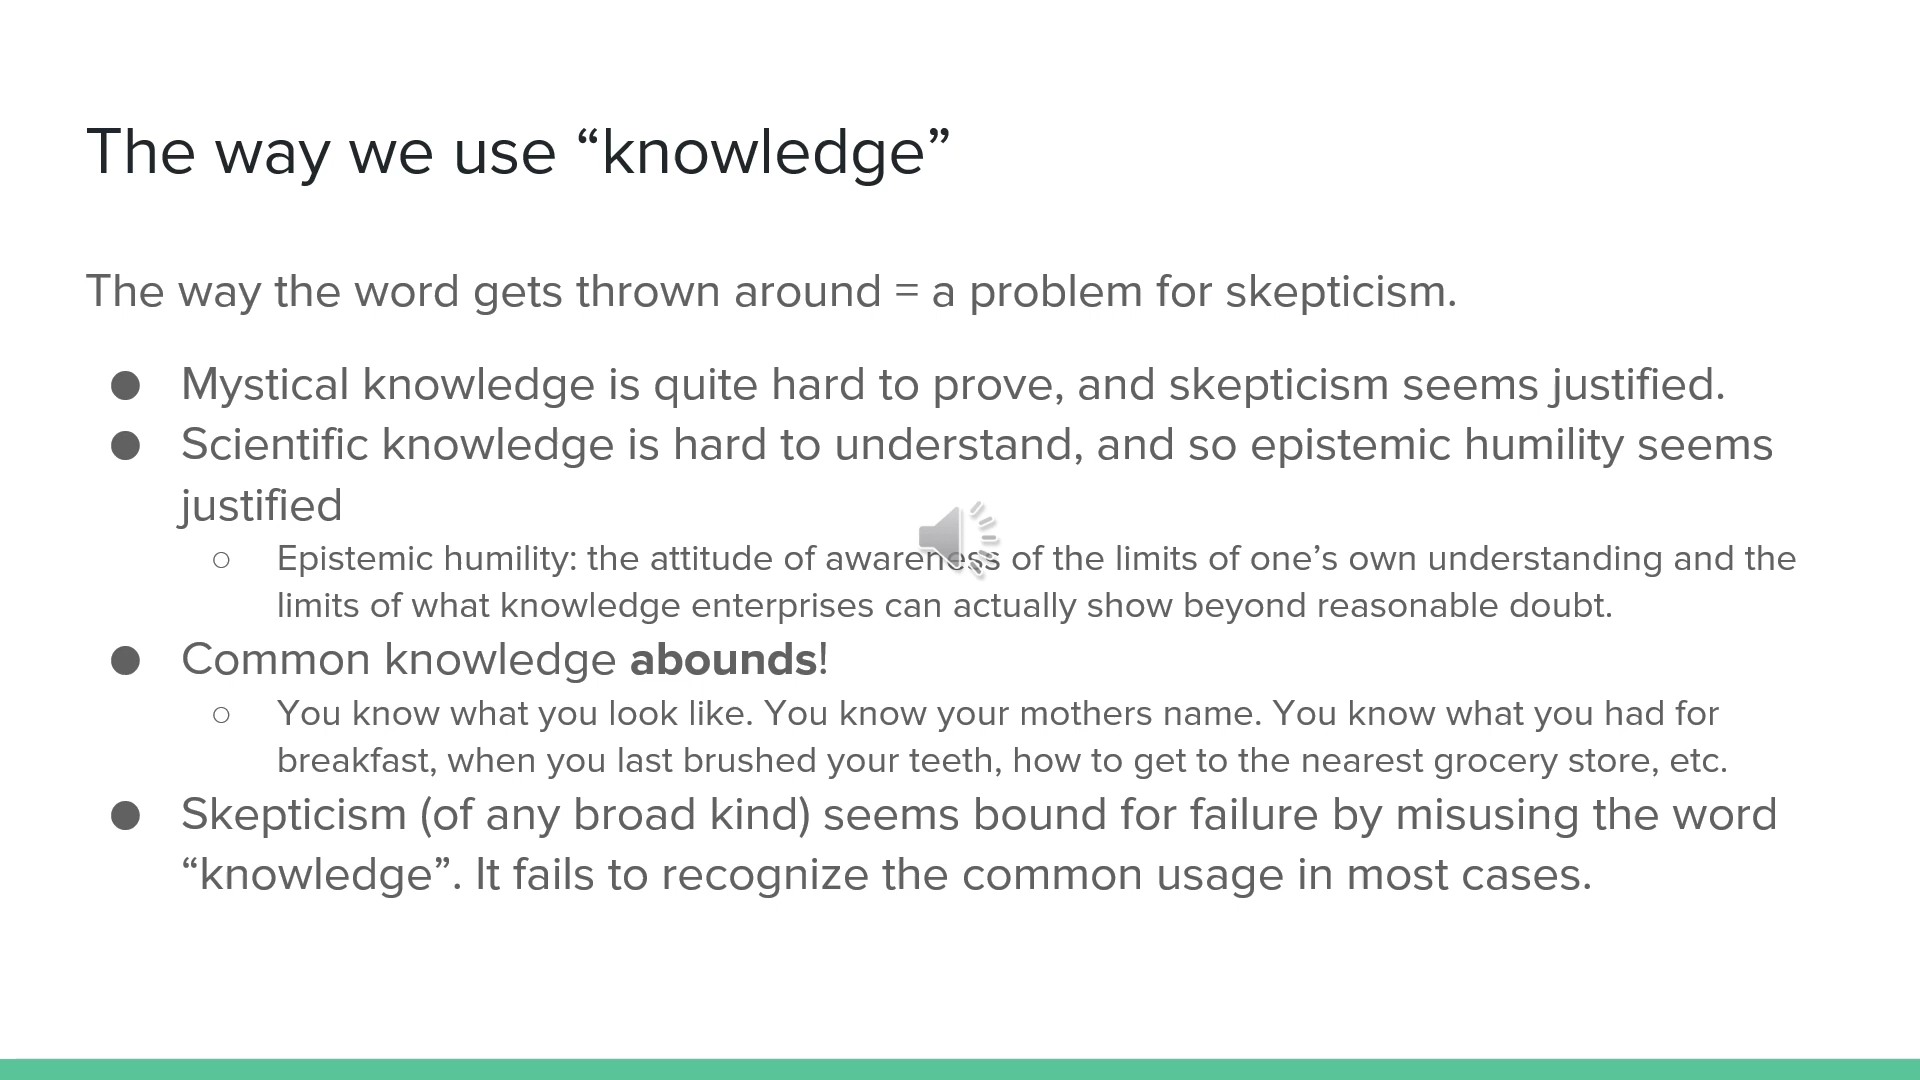 The way we use “knowledge”
The way the word gets thrown around = a problem for skepticism.
● Mystical knowledge is quite hard to prove, and skepticism seems justified.
● Scientific knowledge is hard to understand, and so epistemic humility seems
justified
○ Epistemic humility: the attitude of awareness of the limits of one’s own understanding and the
limits of what knowledge enterprises can actually show beyond reasonable doubt.
● Common knowledge abounds!
○ You know what you look like. You know your mothers name. You know what you had for
breakfast, when you last brushed your teeth, how to get to the nearest grocery store, etc.
● Skepticism (of any broad kind) seems bound for failure by misusing the word
“knowledge”. It fails to recognize the common usage in most cases.